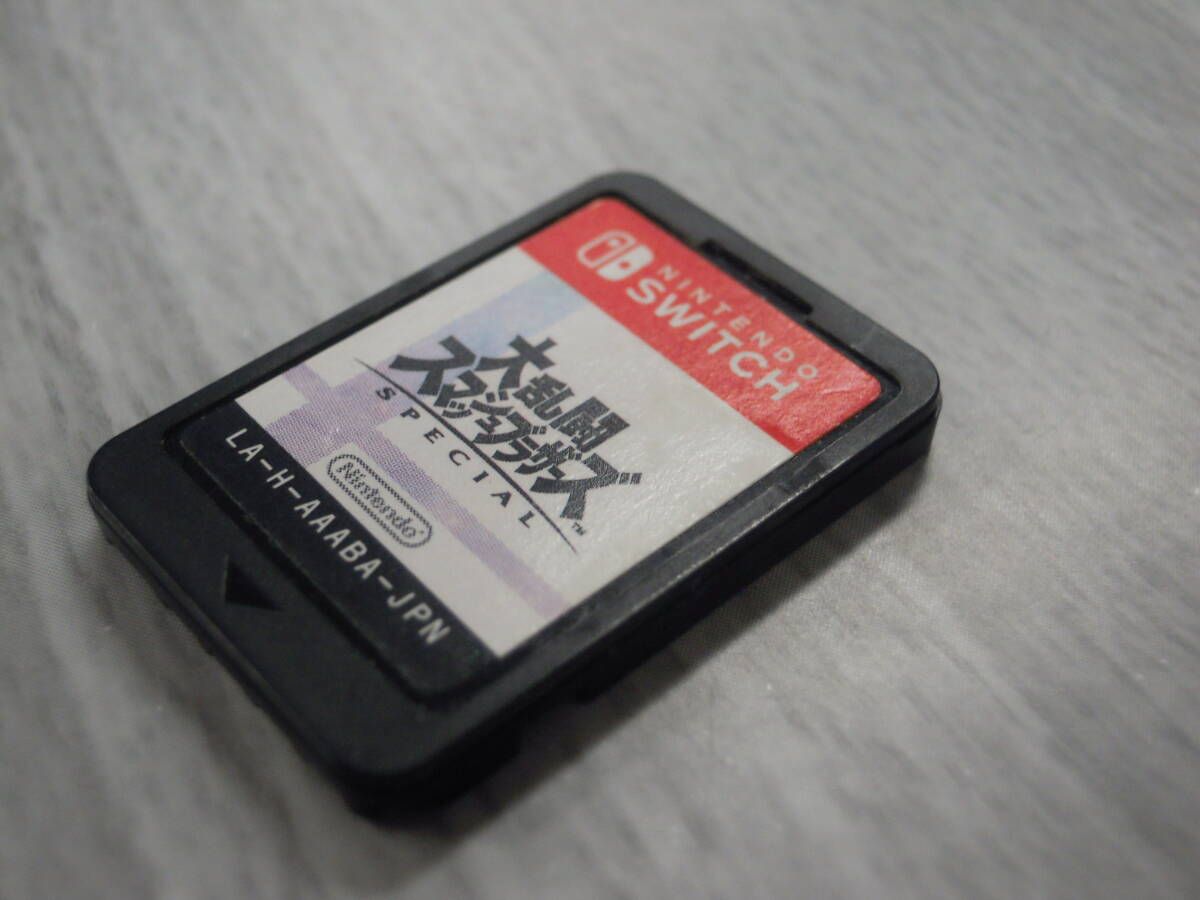 NINTENDO
SWITCH
大乱闘
スマッシュブラザーズ
™
SPECIAL
Nintendo
LA-H-AAABA-JPN